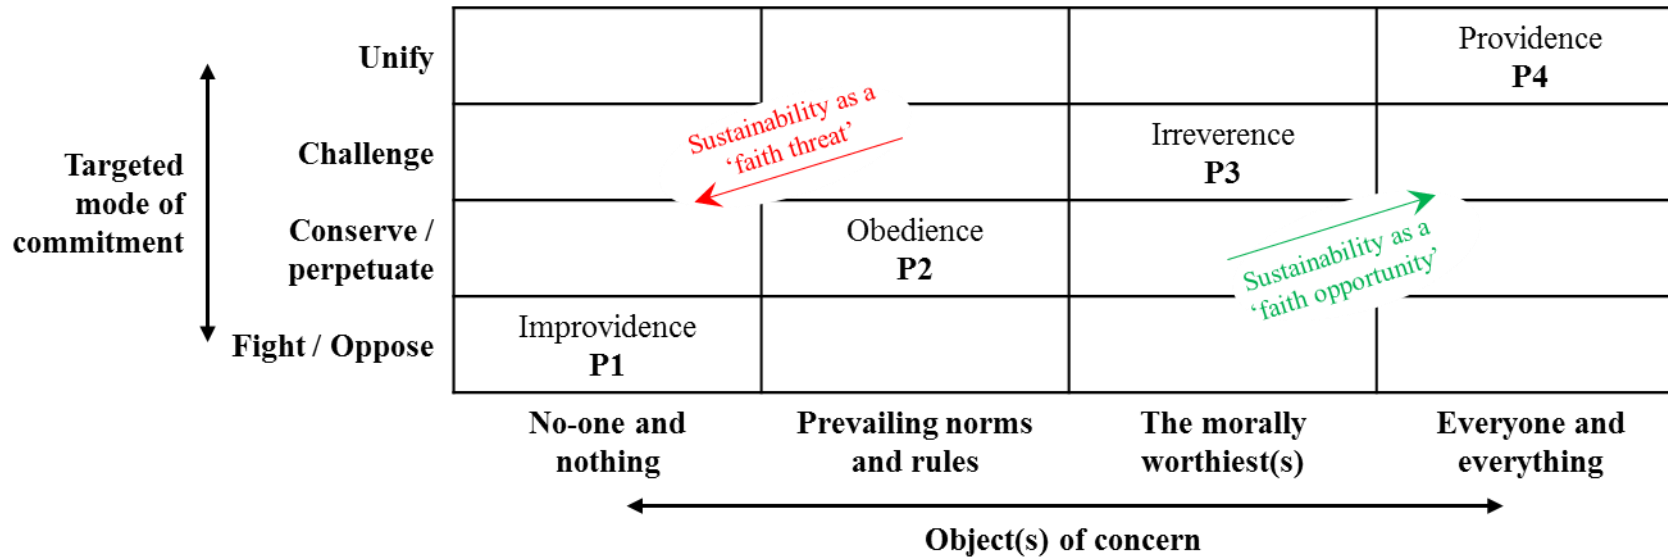 Unify
Providence
P4
Sustainability as a
‘faith threat’
Targeted
mode of
commitment
Challenge
Irreverence
P3
Conserve /
perpetuate
Obedience
P2
Sustainability as a
‘faith opportunity’
Fight / Oppose
Improvidence
P1
No-one and
nothing
Prevailing norms
and rules
The morally
worthiest(s)
Everyone and
everything
Object(s) of concern